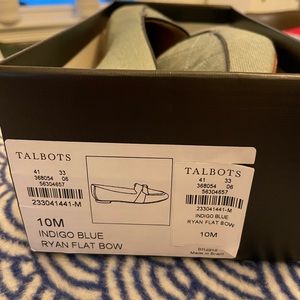 TALBOTS
41 33
368054 06
56304657
233041441-M
10M
INDIGO BLUE
RYAN FLAT BOW
TALBOTS
41 33
368054 06
56304657
233041441-M
INDIGO BLUE
RYAN FLAT BOW
10M
Made in Brazil